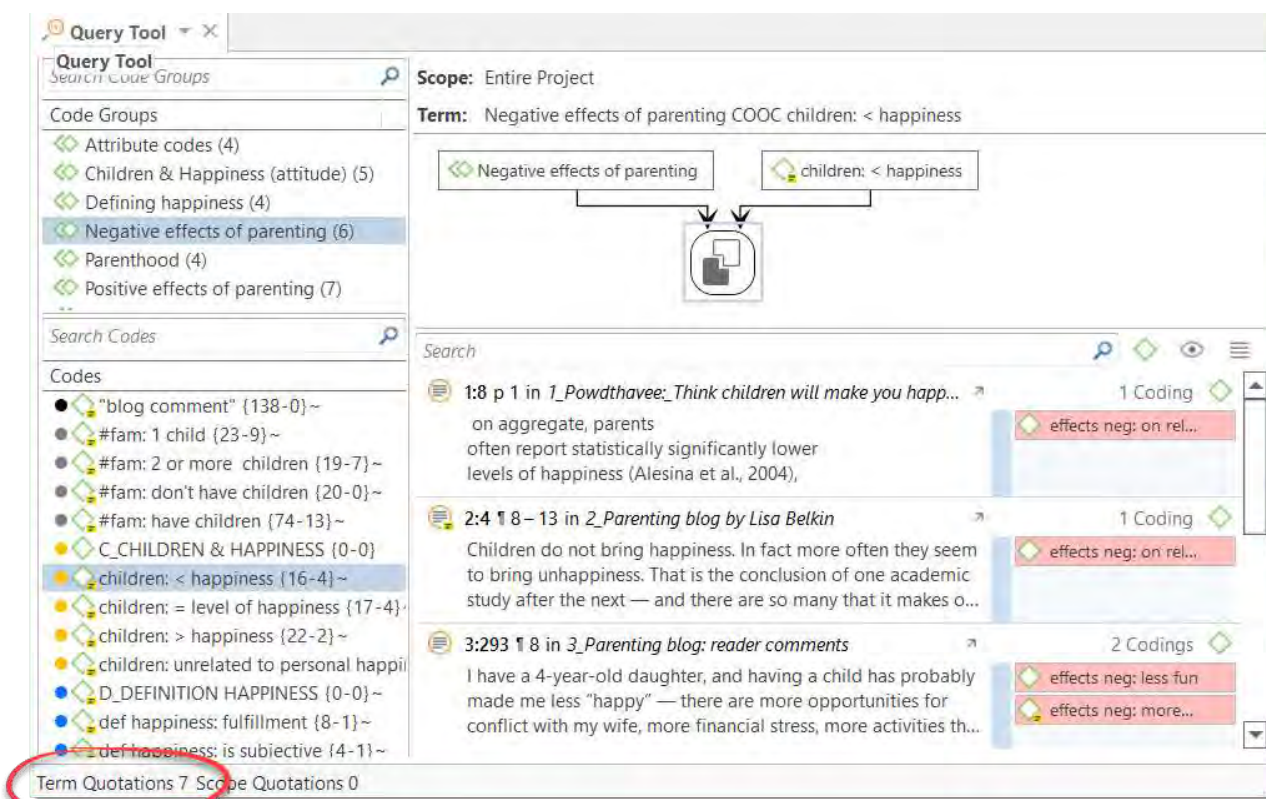 Query Tool
Query Tool
Search Code Groups
Code Groups
Attribute codes (4)
Children & Happiness (attitude) (5)
Defining happiness (4)
Negative effects of parenting (6)
Parenthood (4)
Positive effects of parenting (7)
Search Codes
Codes
"blog comment" {138-0}~
#fam: 1 child {23-9}~
#fam: 2 or more children {19-7}~
#fam: don't have children {20-0}~
#fam: have children {74-13}~
C_CHILDREN & HAPPINESS {0-0}
children: < happiness {16-4}~
children: = level of happiness {17-4}
children: > happiness {22-2}~
children: unrelated to personal happi
D_DEFINITION HAPPINESS {0-0}~
def happiness: fulfillment {8-1}~
def happiness: is subjective {4-1}~
Scope: Entire Project
Term: Negative effects of parenting COOC children: < happiness
Negative effects of parenting
children: < happiness
Search
1:8 p 1 in 1_Powdthavee:_Think children will make you happ...
1 Coding
on aggregate, parents
often report statistically significantly lower
levels of happiness (Alesina et al., 2004),
effects neg: on rel...
2:4 ¶ 8 – 13 in 2_Parenting blog by Lisa Belkin
1 Coding
Children do not bring happiness. In fact more often they seem
to bring unhappiness. That is the conclusion of one academic
study after the next — and there are so many that it makes o...
effects neg: on rel...
3:293 ¶ 8 in 3_Parenting blog: reader comments
2 Codings
I have a 4-year-old daughter, and having a child has probably
made me less "happy" — there are more opportunities for
conflict with my wife, more financial stress, more activities th...
effects neg: less fun
effects neg: more...
Term Quotations 7 Scope Quotations 0